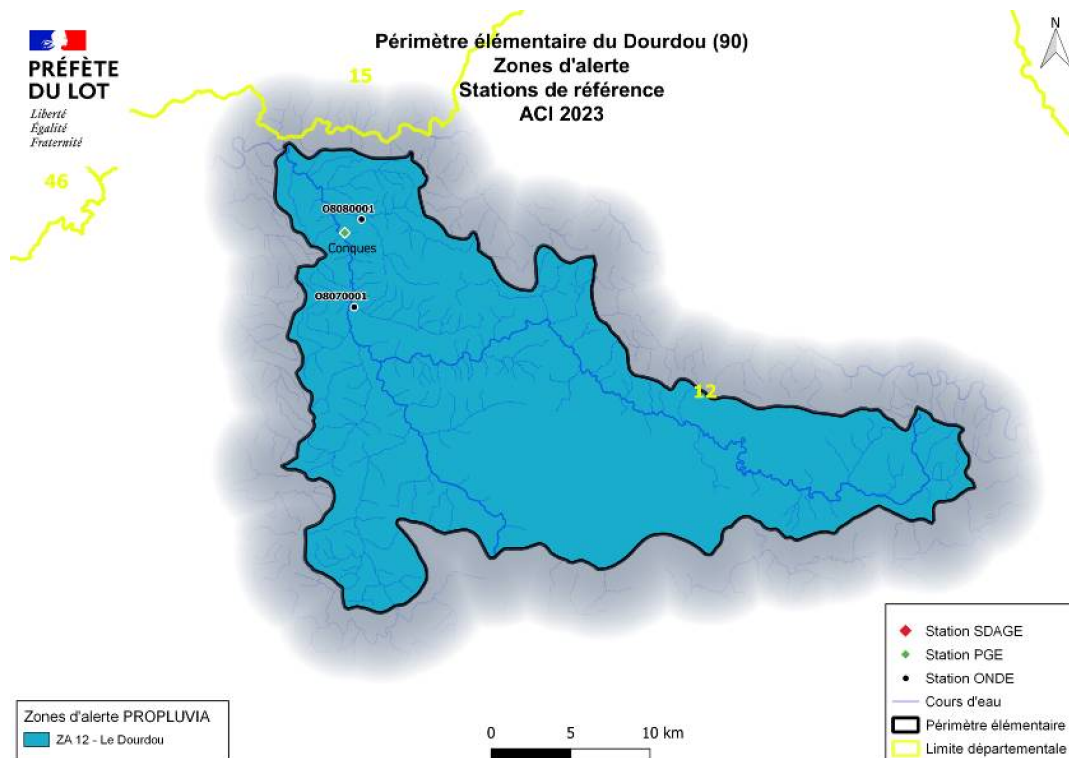 PRÉFÈTE
DU LOT
Liberté
Égalité
Fraternité
Périmètre élémentaire du Dourdou (90)
Zones d'alerte
Stations de référence
ACI 2023
N
15
46
O8080001
Conques
O8070001
12
Zones d'alerte PROPLUVIA
ZA 12 - Le Dourdou
0 5 10 km
Station SDAGE
Station PGE
Station ONDE
Cours d'eau
Périmètre élémentaire
Limite départementale